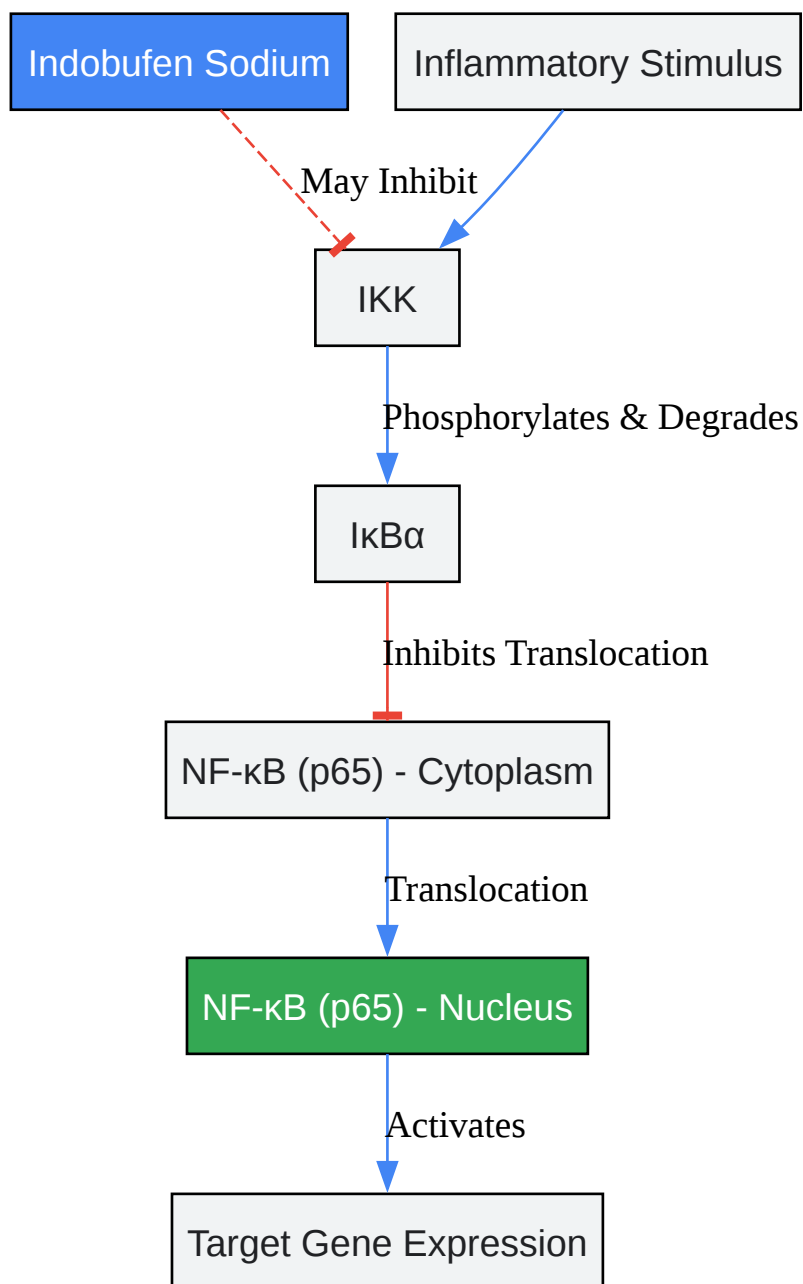 Indobufen Sodium
Inflammatory Stimulus
May Inhibit
IKK
Phosphorylates & Degrades
IκBα
Inhibits Translocation
NF-κB (p65) - Cytoplasm
Translocation
NF-κB (p65) - Nucleus
Activates
Target Gene Expression